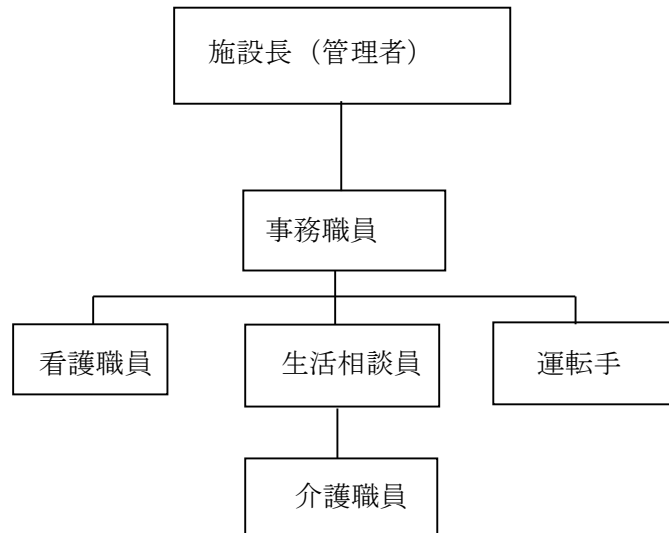 施設長（管理者）
事務職員
看護職員
生活相談員
運転手
介護職員